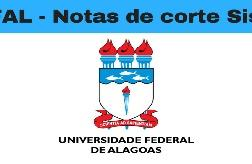 FAL - Notas de corte Sis
UNIVERSIDADE FEDERAL
DE ALAGOAS